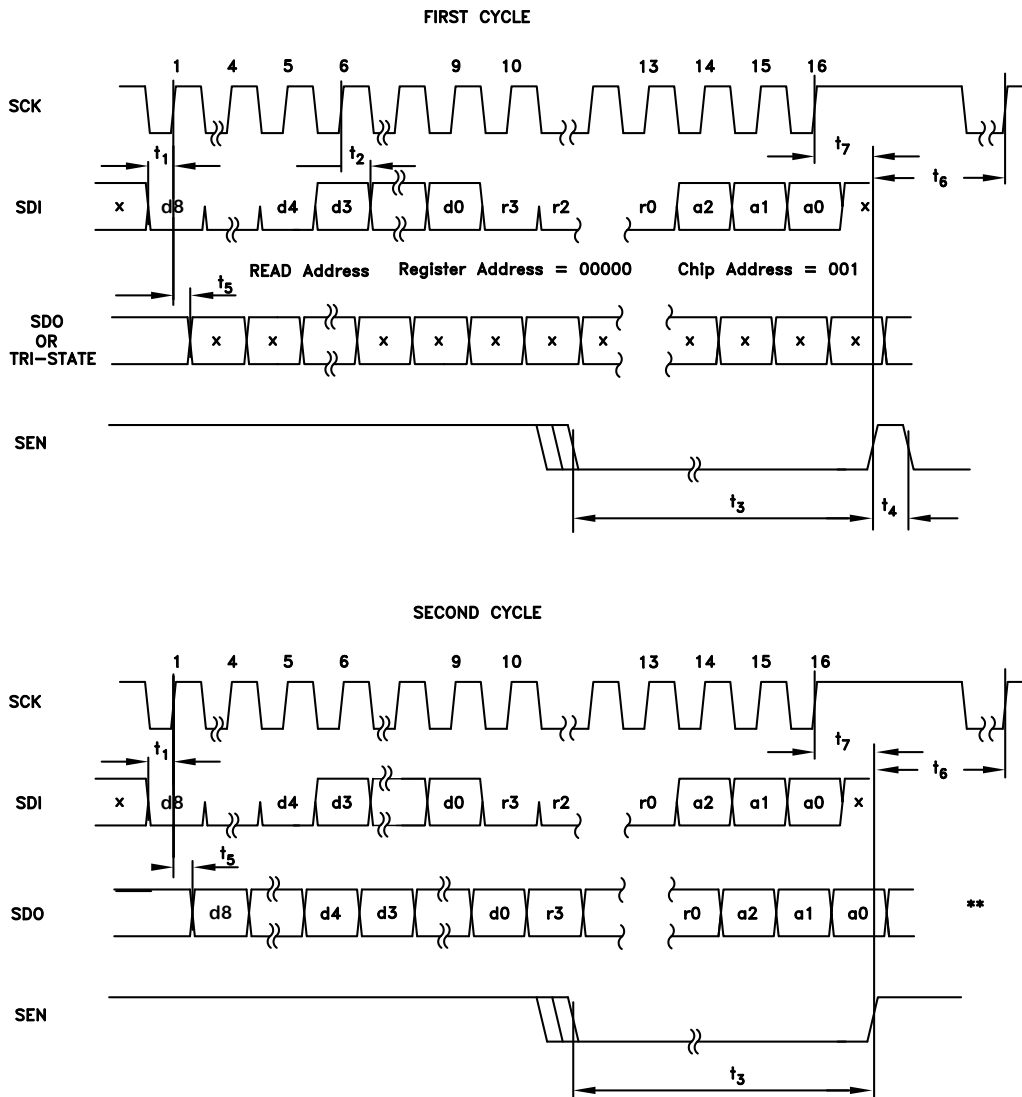 FIRST CYCLE
1 4 5 6 9 10 13 14 15 16
SCK
t1 t2 t7 t6
SDI x d8 d4 d3 d0 r3 r2 r0 a2 a1 a0 x
READ Address Register Address = 00000 Chip Address = 001
t5
SDO
OR
TRI-STATE
x x x x x x x x x x x
SEN
t3 t4
SECOND CYCLE
1 4 5 6 9 10 13 14 15 16
SCK
t1 t7 t6
SDI x d8 d4 d3 d0 r3 r2 r0 a2 a1 a0 x
t5
SDO d8 d4 d3 d0 r3 r0 a2 a1 a0 **
SEN
t3